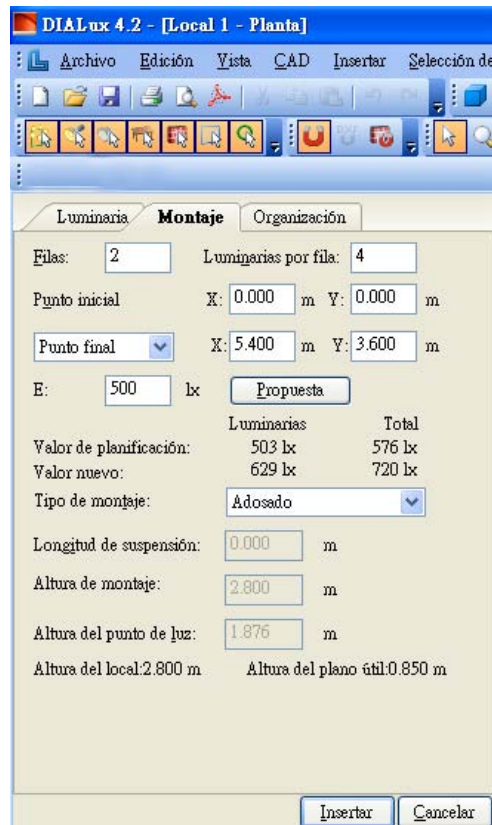 DIALux 4.2 - [Local 1 - Planta]
Archivo Edición Vista CAD Insertar Selección de
Luminaria Montaje Organización
Filas: 2 Luminarias por fila: 4
Punto inicial X: 0.000 m Y: 0.000 m
Punto final X: 5.400 m Y: 3.600 m
E: 500 lx Propuesta
Luminarias Total
Valor de planificación: 503 lx 576 lx
Valor nuevo: 629 lx 720 lx
Tipo de montaje: Adosado
Longitud de suspensión: 0.000 m
Altura de montaje: 2.800 m
Altura del punto de luz: 1.876 m
Altura del local:2.800 m Altura del plano útil:0.850 m
Insertar Cancelar